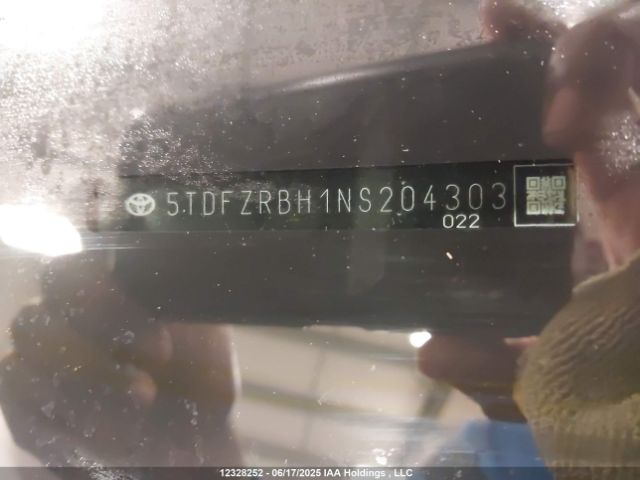 5TDFZRBH1NS204303
022
12328252 - 06/17/2025 IAA Holdings , LLC